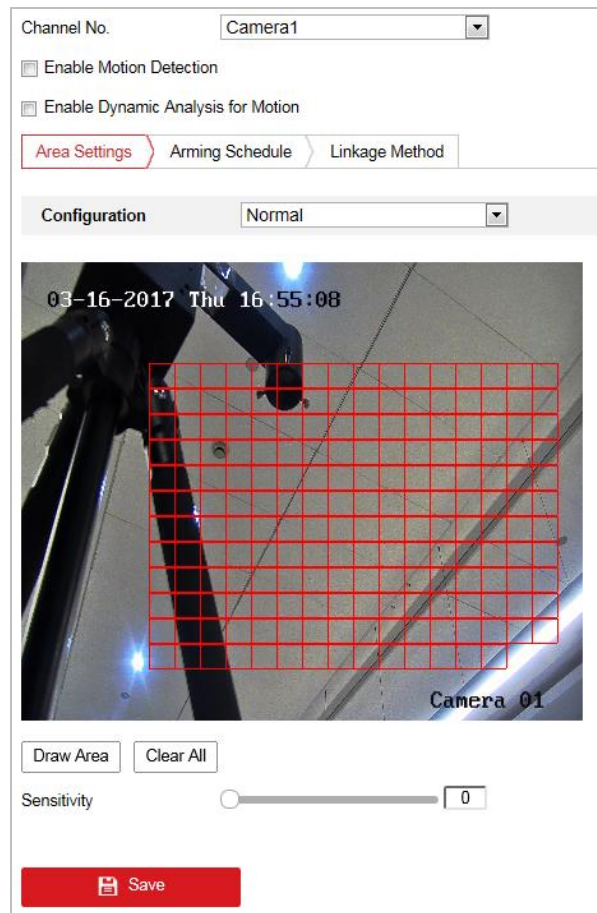 Channel No. Camera1
Enable Motion Detection
Enable Dynamic Analysis for Motion
Area Settings Arming Schedule Linkage Method
Configuration Normal
03-16-2017 Thu 16:55:08
Camera 01
Draw Area Clear All
Sensitivity 0
Save